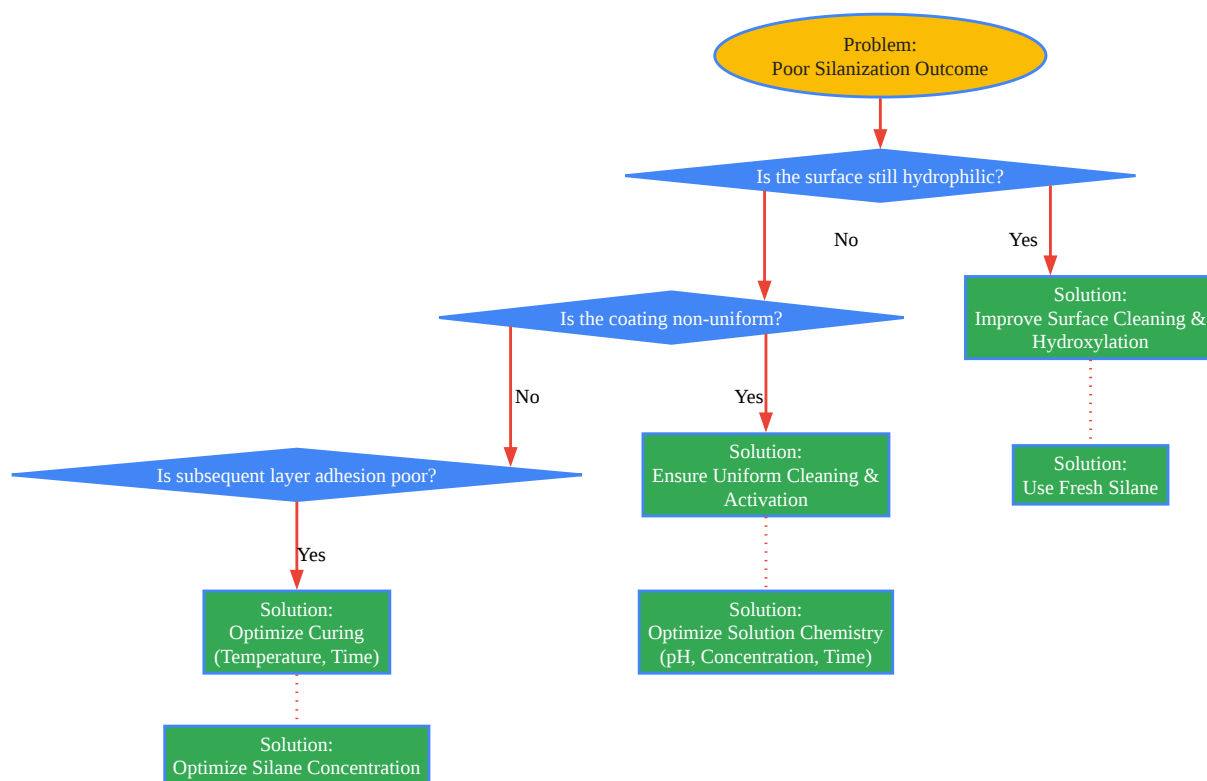 Problem:
Poor Silanization Outcome
Is the surface still hydrophilic?
No
Yes
Solution:
Improve Surface Cleaning &
Hydroxylation
Is the coating non-uniform?
No
Yes
Solution:
Ensure Uniform Cleaning &
Activation
Solution:
Use Fresh Silane
Is subsequent layer adhesion poor?
Yes
Solution:
Optimize Curing
(Temperature, Time)
Solution:
Optimize Solution Chemistry
(pH, Concentration, Time)
Solution:
Optimize Silane Concentration